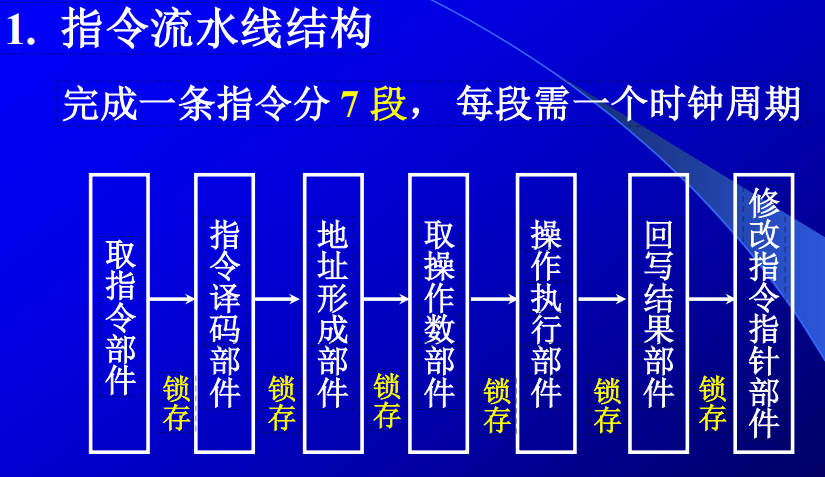 1. 指令流水线结构
完成一条指令分 7 段， 每段需一个时钟周期
取指令部件
锁存
指令译码部件
锁存
地址形成部件
锁存
取操作数部件
锁存
操作执行部件
锁存
回写结果部件
锁存
修改指令指针部件